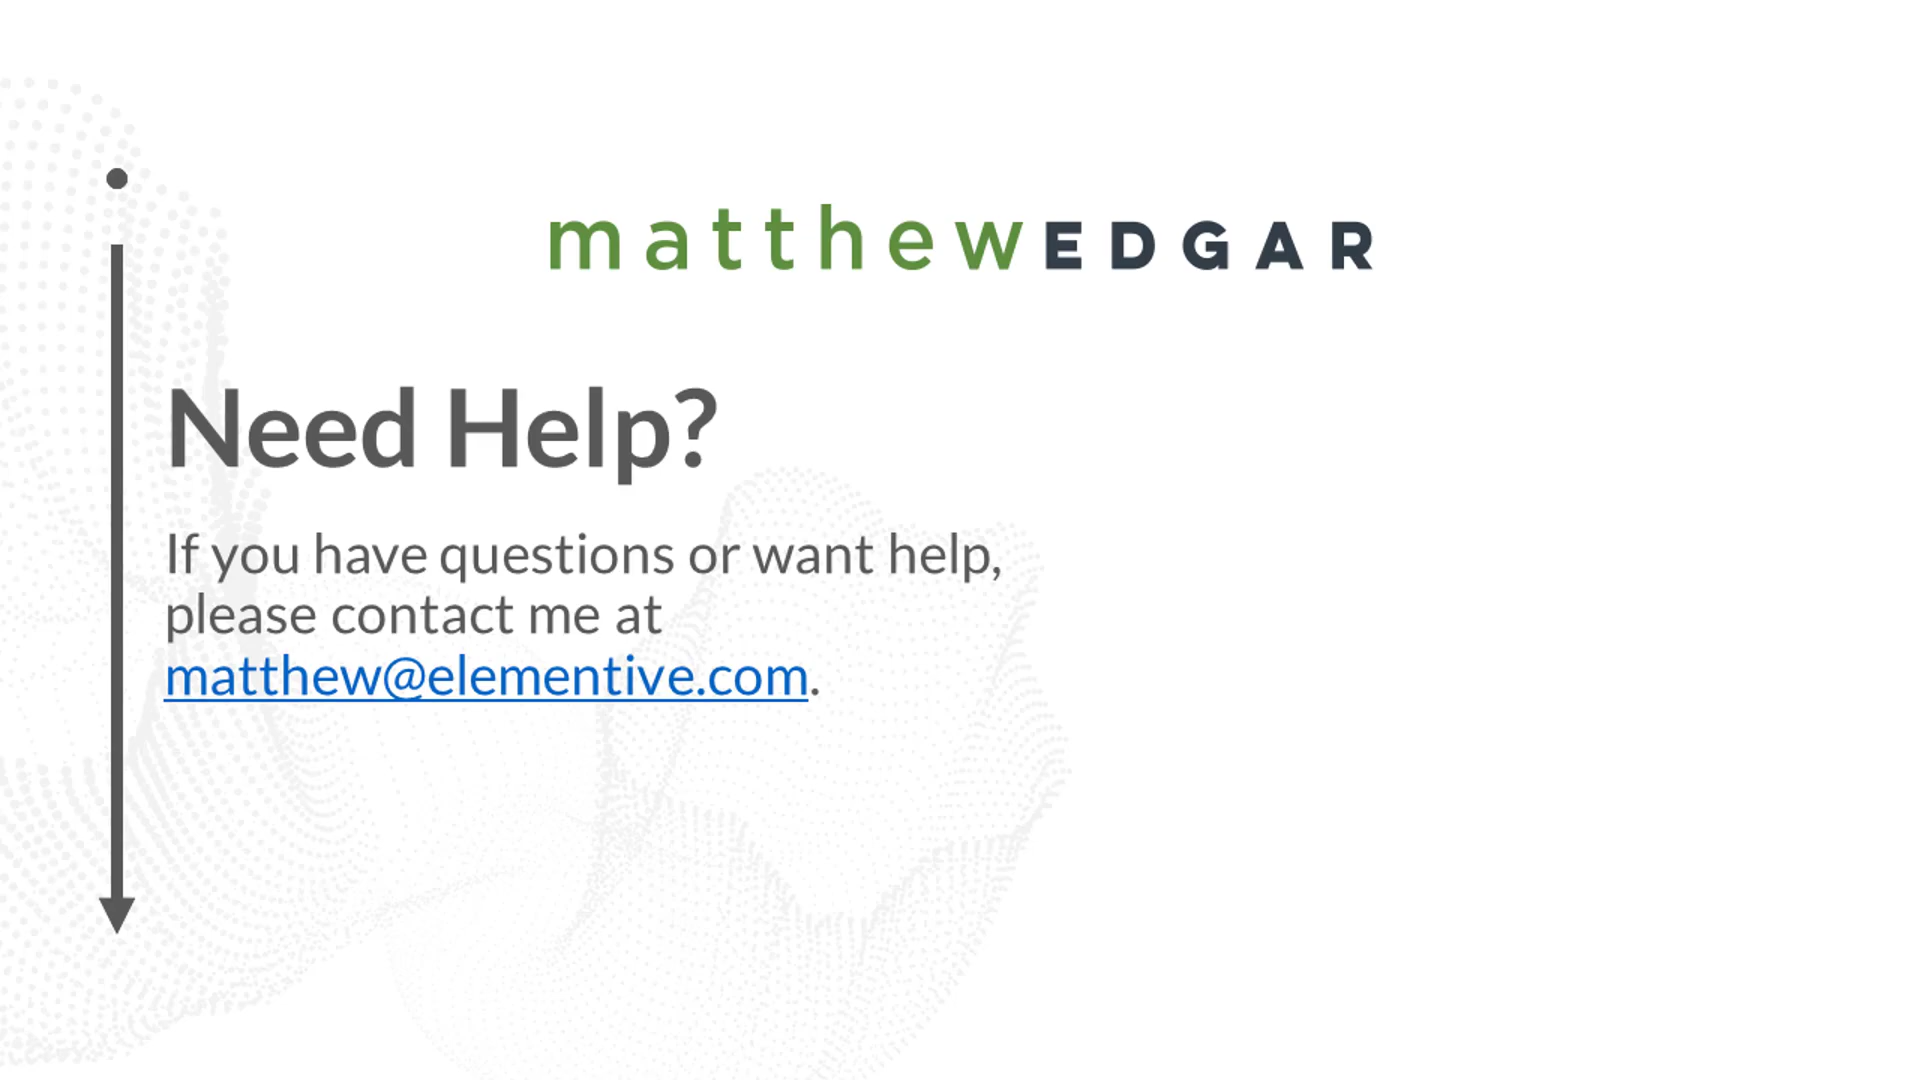 matthewEDGAR
Need Help?
If you have questions or want help,
please contact me at
matthew@elementive.com.